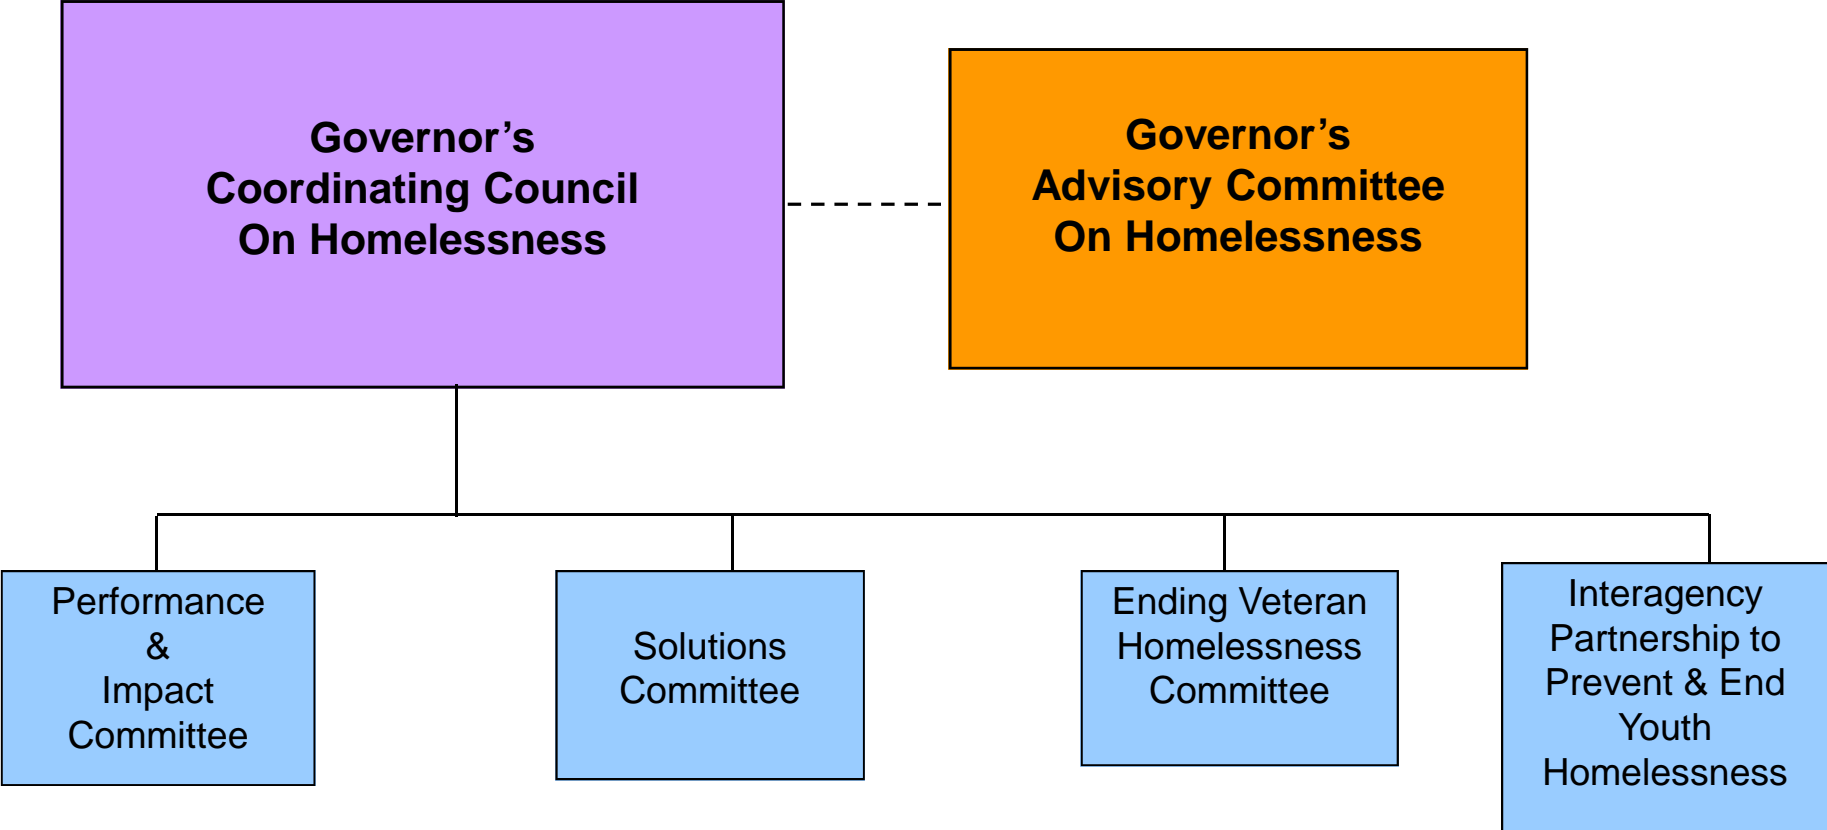 Governor’s
Coordinating Council
On Homelessness
Governor’s
Advisory Committee
On Homelessness
Performance
&
Impact
Committee
Solutions
Committee
Ending Veteran
Homelessness
Committee
Interagency
Partnership to
Prevent & End
Youth
Homelessness